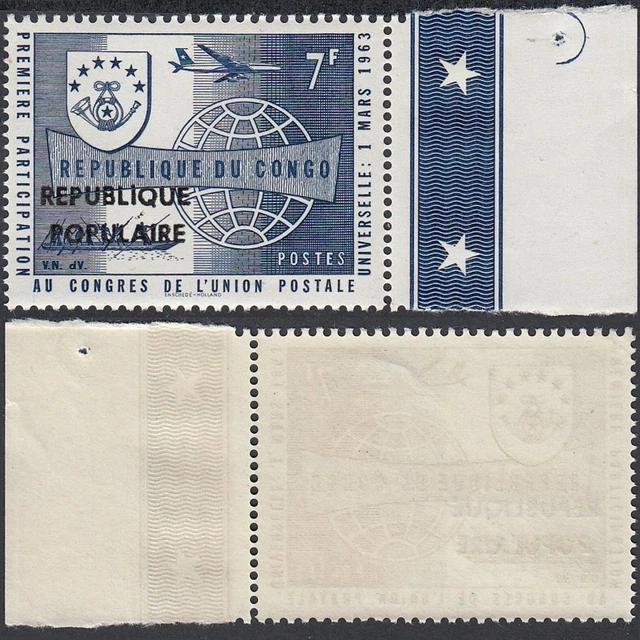 PREMIERE PARTICIPATION
7F
UNIVERSELLE: 1 MARS 1963
REPUBLIQUE DU CONGO
REPUBLIQUE
POPULAIRE
POSTES
V.N. dV.
AU CONGRES DE L'UNION POSTALE
ENSCHEDE-HOLLAND